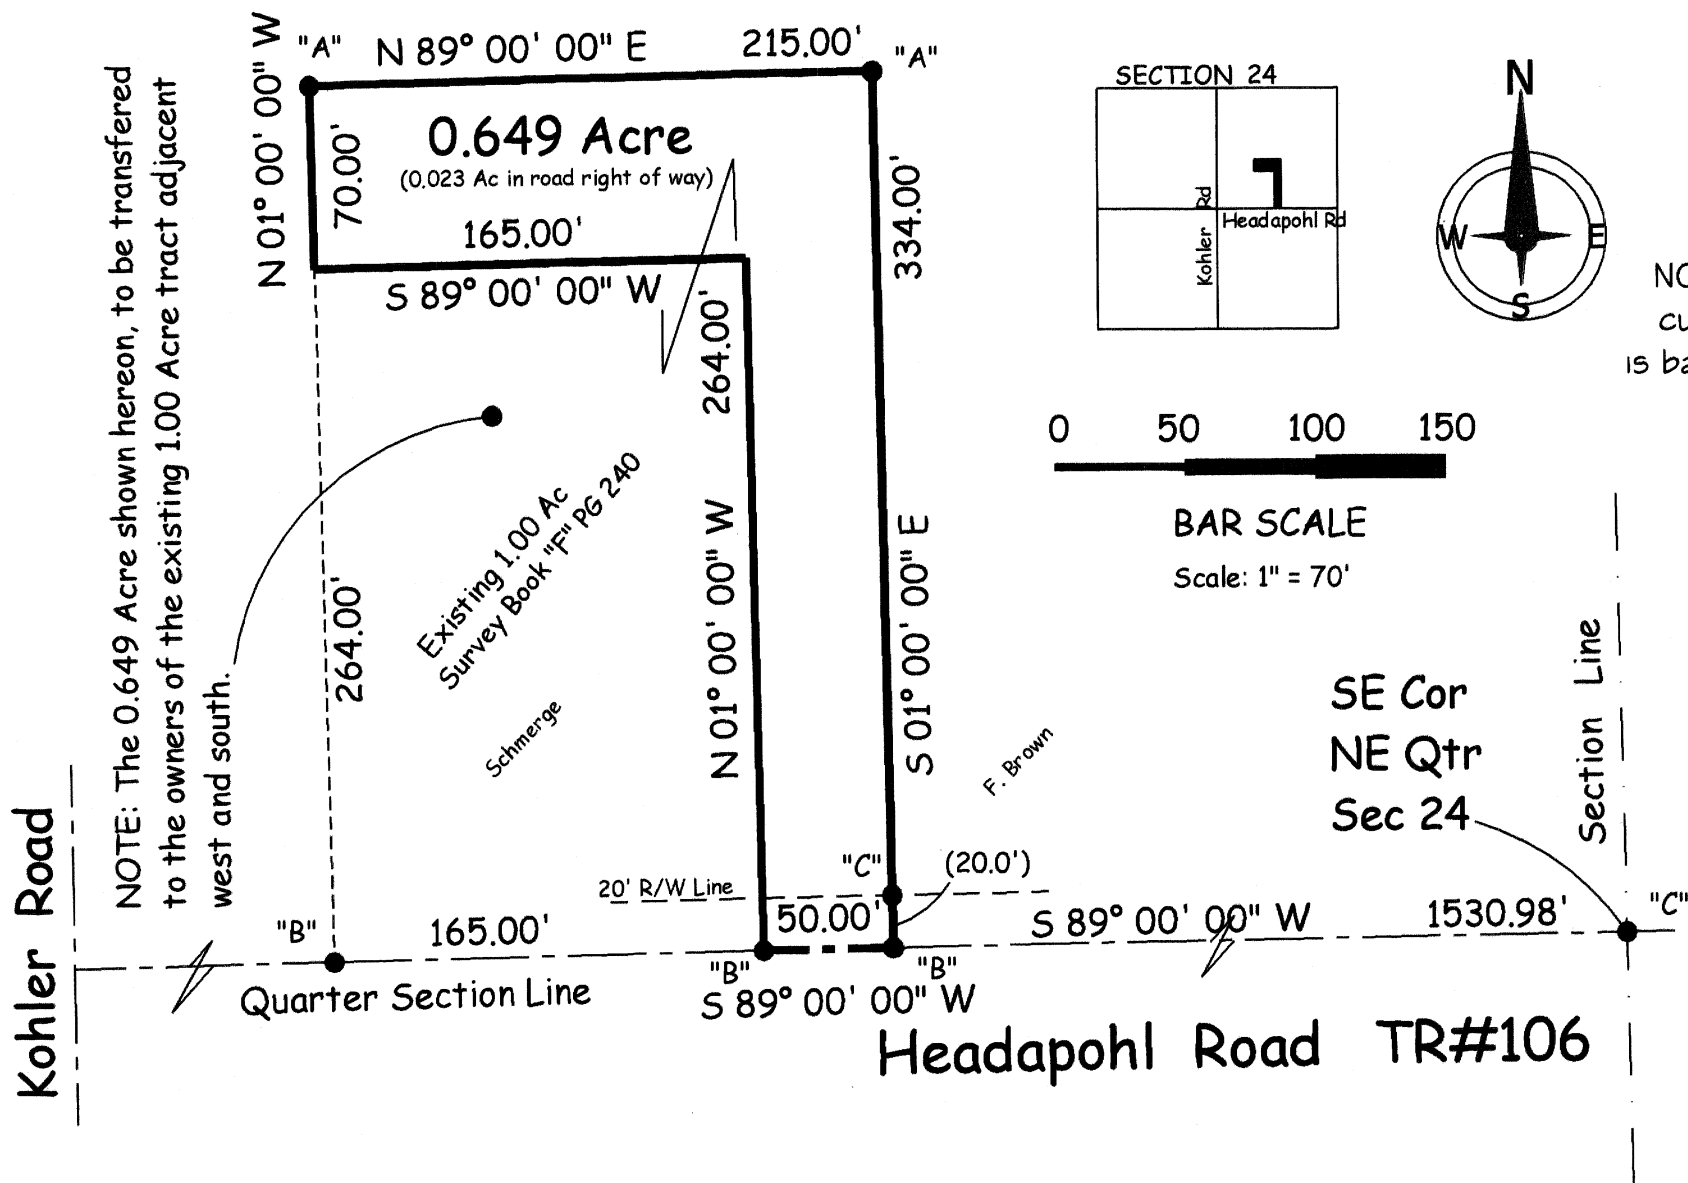 "A" N 89° 00' 00" E 215.00' "A"
N 01° 00' 00" W
70.00'
0.649 Acre
(0.023 Ac in road right of way)
165.00'
S 89° 00' 00" W
334.00'
264.00'
N 01° 00' 00" W
S 01° 00' 00" E
NOTE: The 0.649 Acre shown hereon, to be transferred
to the owners of the existing 1.00 Acre tract adjacent
west and south.
264.00'
Existing 1.00 Ac
Survey Book "F" PG 240
Schmerge
F. Brown
SECTION 24
Kohler Rd
Headapohl Rd
N
W E
S
NO
cu
is ba
0 50 100 150
BAR SCALE
Scale: 1" = 70'
Section Line
SE Cor
NE Qtr
Sec 24
"C" (20.0')
20' R/W Line
50.00'
"B" 165.00'
S 89° 00' 00" W 1530.98' "C"
"B" "B"
Quarter Section Line
S 89° 00' 00" W
Kohler Road
Headapohl Road TR#106